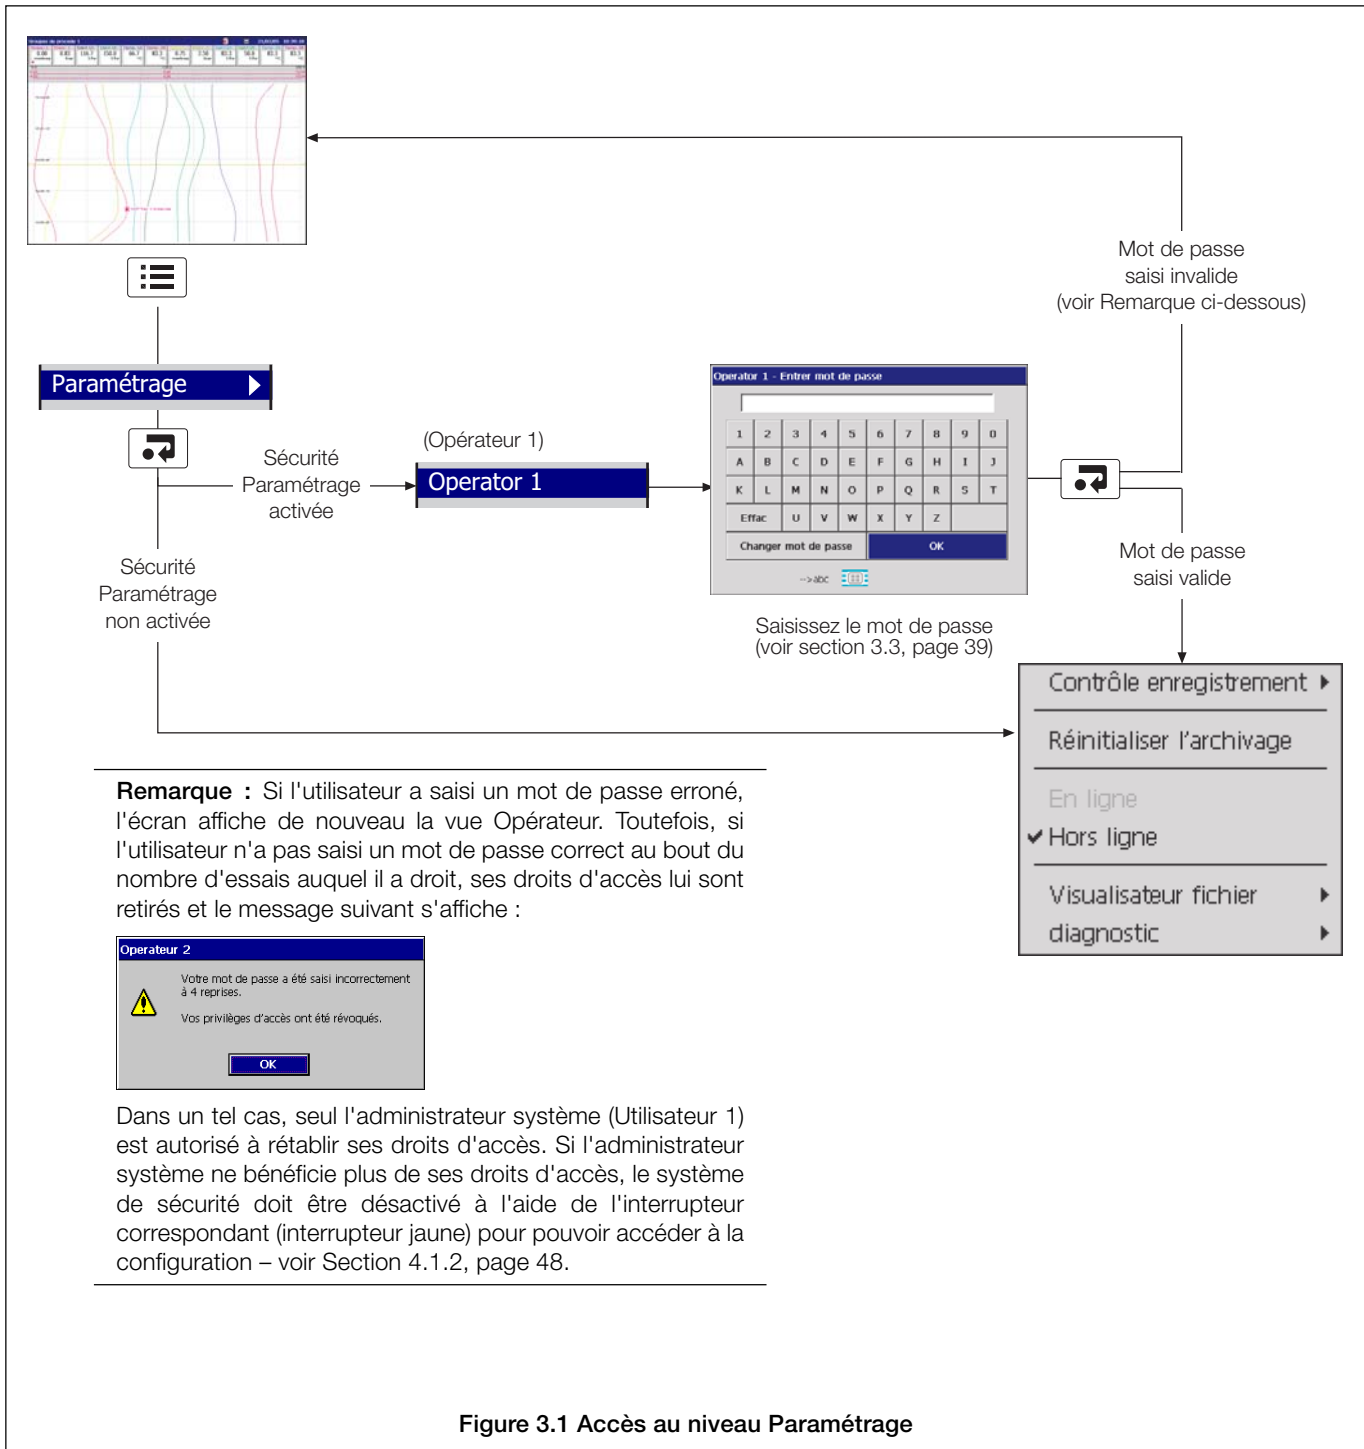 Mot de passe
saisi invalide
(voir Remarque ci-dessous)
Paramétrage
Sécurité
Paramétrage
activée
(Opérateur 1)
Operator 1
Operator 1 - Entrer mot de passe
1 2 3 4 5 6 7 8 9 0
A B C D E F G H I J
K L M N O P Q R S T
Effac U V W X Y Z
Changer mot de passe OK
-->abc
Saisissez le mot de passe
(voir section 3.3, page 39)
Mot de passe
saisi valide
Sécurité
Paramétrage
non activée
Contrôle enregistrement
Réinitialiser l'archivage
En ligne
Hors ligne
Visualisateur fichier
diagnostic
Remarque : Si l'utilisateur a saisi un mot de passe erroné,
l'écran affiche de nouveau la vue Opérateur. Toutefois, si
l'utilisateur n'a pas saisi un mot de passe correct au bout du
nombre d'essais auquel il a droit, ses droits d'accès lui sont
retirés et le message suivant s'affiche :
Operateur 2
Votre mot de passe a été saisi incorrectement
à 4 reprises.
Vos privilèges d'accès ont été révoqués.
OK
Dans un tel cas, seul l'administrateur système (Utilisateur 1)
est autorisé à rétablir ses droits d'accès. Si l'administrateur
système ne bénéficie plus de ses droits d'accès, le système
de sécurité doit être désactivé à l'aide de l'interrupteur
correspondant (interrupteur jaune) pour pouvoir accéder à la
configuration – voir Section 4.1.2, page 48.
Figure 3.1 Accès au niveau Paramétrage